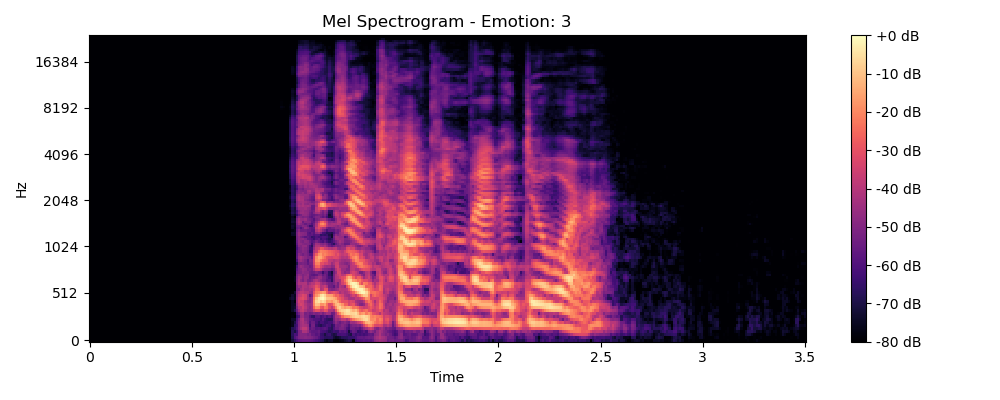 Mel Spectrogram - Emotion: 3
16384
8192
4096
2048
1024
512
0
Hz
0 0.5 1 1.5 2 2.5 3 3.5
Time
+0 dB
-10 dB
-20 dB
-30 dB
-40 dB
-50 dB
-60 dB
-70 dB
-80 dB